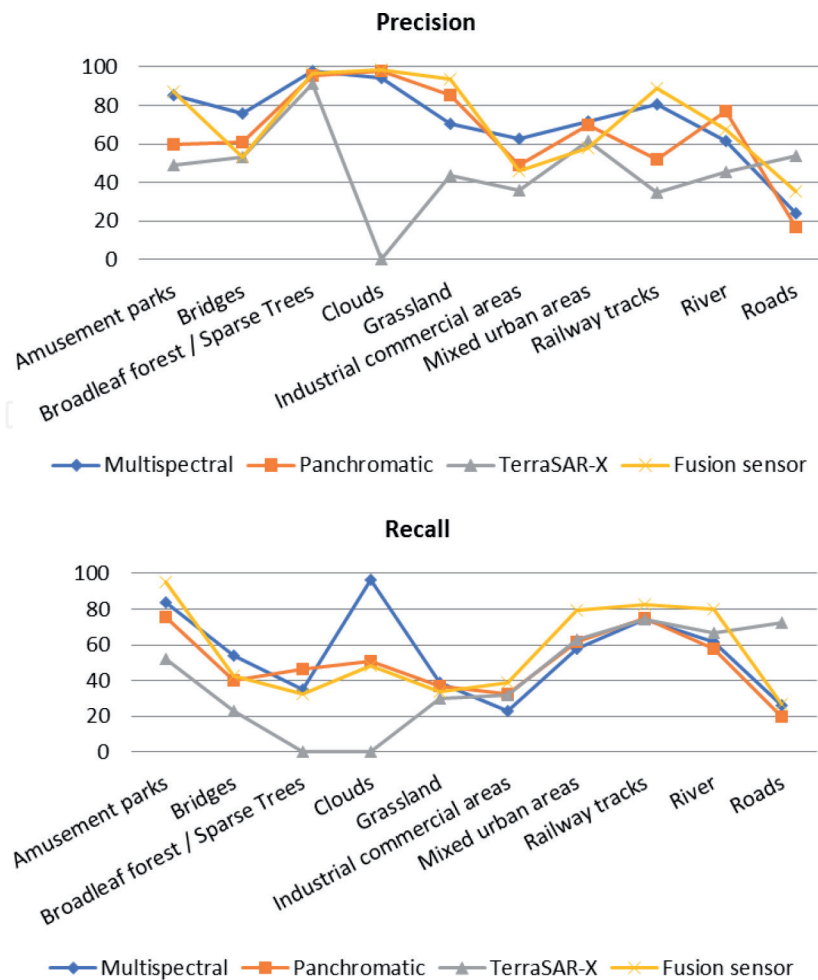 Precision
100
80
60
40
20
0
Amusement parks
Bridges
Broadleaf forest / Sparse Trees
Clouds
Grassland
Industrial commercial areas
Mixed urban areas
Railway tracks
River
Roads
Multispectral Panchromatic TerraSAR-X Fusion sensor
Recall
100
80
60
40
20
0
Amusement parks
Bridges
Broadleaf forest / Sparse Trees
Clouds
Grassland
Industrial commercial areas
Mixed urban areas
Railway tracks
River
Roads
Multispectral Panchromatic TerraSAR-X Fusion sensor